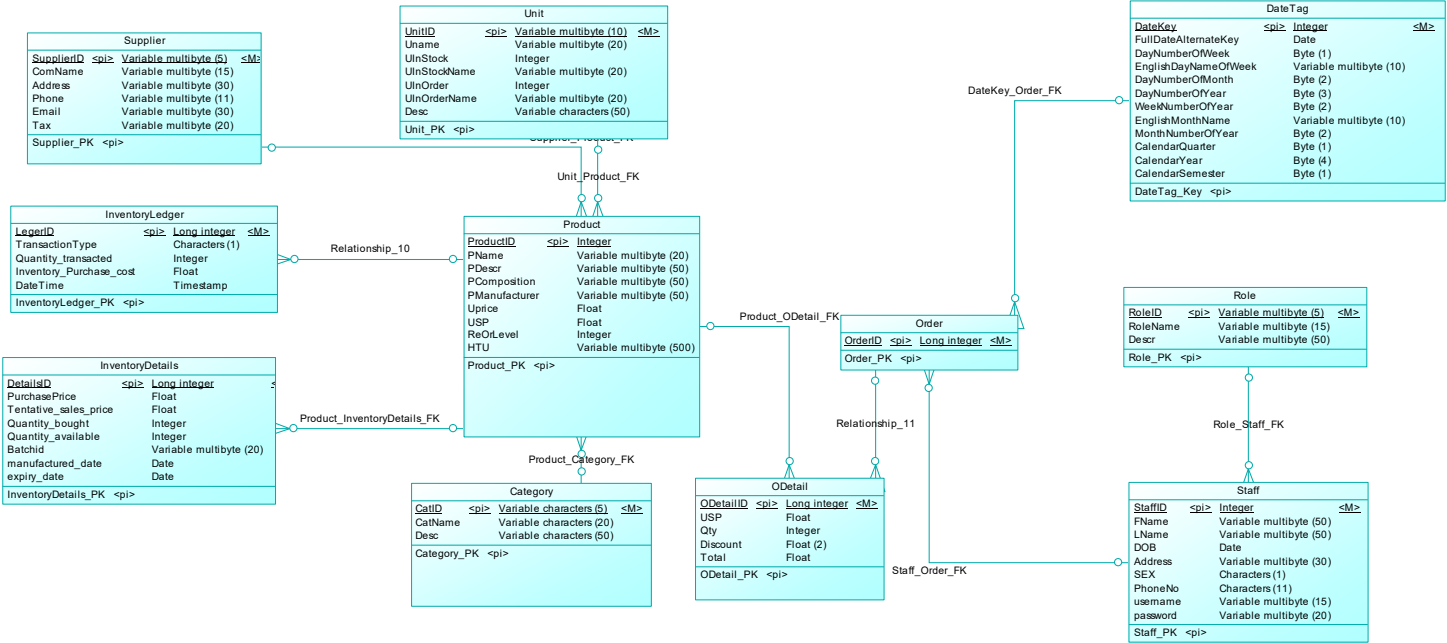 Supplier
SupplierID <pi> Variable multibyte (5) <M>
ComName Variable multibyte (15)
Address Variable multibyte (30)
Phone Variable multibyte (11)
Email Variable multibyte (30)
Tax Variable multibyte (20)
Supplier_PK <pi>
Unit
UnitID <pi> Variable multibyte (10) <M>
Uname Variable multibyte (20)
UInStock Integer
UInStockName Variable multibyte (20)
UInOrder Integer
UInOrderName Variable multibyte (20)
Desc Variable characters (50)
Unit_PK <pi>
DateTag
DateKey <pi> Integer <M>
FullDateAlternateKey Date
DayNumberOfWeek Byte (1)
EnglishDayNameOfWeek Variable multibyte (10)
DayNumberOfMonth Byte (2)
DayNumberOfYear Byte (3)
WeekNumberOfYear Byte (2)
EnglishMonthName Variable multibyte (10)
MonthNumberOfYear Byte (2)
CalendarQuarter Byte (1)
CalendarYear Byte (4)
CalendarSemester Byte (1)
DateTag_Key <pi>
DateKey_Order_FK
Supplier_Product_FK
Unit_Product_FK
InventoryLedger
LegerID <pi> Long integer <M>
TransactionType Characters (1)
Quantity_transacted Integer
Inventory_Purchase_cost Float
DateTime Timestamp
InventoryLedger_PK <pi>
Relationship_10
Product
ProductID <pi> Integer
PName Variable multibyte (20)
PDescr Variable multibyte (50)
PComposition Variable multibyte (50)
PManufacturer Variable multibyte (50)
Uprice Float
USP Float
ReOrLevel Integer
HTU Variable multibyte (500)
Product_PK <pi>
Product_ODetail_FK
Order
OrderID <pi> Long integer <M>
Order_PK <pi>
Role
RoleID <pi> Variable multibyte (5) <M>
RoleName Variable multibyte (15)
Descr Variable multibyte (50)
Role_PK <pi>
InventoryDetails
DetailsID <pi> Long integer <
PurchasePrice Float
Tentative_sales_price Float
Quantity_bought Integer
Quantity_available Integer
Batchid Variable multibyte (20)
manufactured_date Date
expiry_date Date
InventoryDetails_PK <pi>
Product_InventoryDetails_FK
Product_Category_FK
Relationship_11
Role_Staff_FK
Category
CatID <pi> Variable characters (5) <M>
CatName Variable characters (20)
Desc Variable characters (50)
Category_PK <pi>
ODetail
ODetailID <pi> Long integer <M>
USP Float
Qty Integer
Discount Float (2)
Total Float
ODetail_PK <pi>
Staff_Order_FK
Staff
StaffID <pi> Integer <M>
FName Variable multibyte (50)
LName Variable multibyte (50)
DOB Date
Address Variable multibyte (30)
SEX Characters (1)
PhoneNo Characters (11)
username Variable multibyte (15)
password Variable multibyte (20)
Staff_PK <pi>